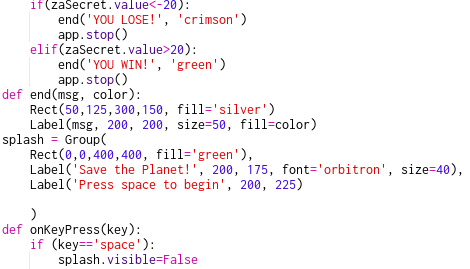 if(zaSecret.value<-20):
end('YOU LOSE!', 'crimson')
app.stop()
elif(zaSecret.value>20):
end('YOU WIN!', 'green')
app.stop()
def end(msg, color):
Rect(50,125,300,150, fill='silver')
Label(msg, 200, 200, size=50, fill=color)
splash = Group(
Rect(0,0,400,400, fill='green'),
Label('Save the Planet!', 200, 175, font='orbitron', size=40),
Label('Press space to begin', 200, 225)
)
def onKeyPress(key):
if (key=='space'):
splash.visible=False